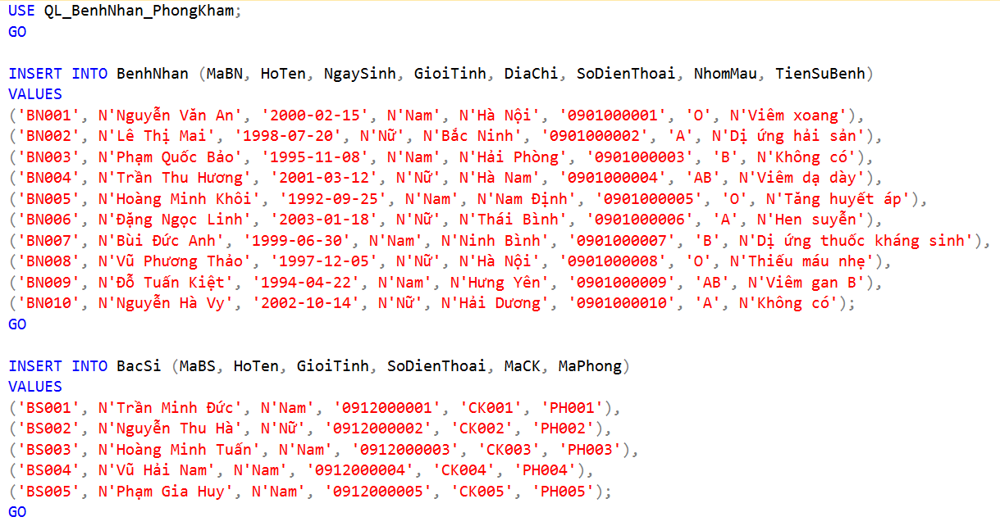 USE QL_BenhNhan_PhongKham;
GO
INSERT INTO BenhNhan (MaBN, HoTen, NgaySinh, GioiTinh, DiaChi, SoDienThoai, NhomMau, TienSuBenh)
VALUES
('BN001', N'Nguyễn Văn An', '2000-02-15', N'Nam', N'Hà Nội', '0901000001', 'O', N'Viêm xoang'),
('BN002', N'Lê Thị Mai', '1998-07-20', N'Nữ', N'Bắc Ninh', '0901000002', 'A', N'Dị ứng hải sản'),
('BN003', N'Phạm Quốc Bảo', '1995-11-08', N'Nam', N'Hải Phòng', '0901000003', 'B', N'Không có'),
('BN004', N'Trần Thu Hương', '2001-03-12', N'Nữ', N'Hà Nam', '0901000004', 'AB', N'Viêm dạ dày'),
('BN005', N'Hoàng Minh Khôi', '1992-09-25', N'Nam', N'Nam Định', '0901000005', 'O', N'Tăng huyết áp'),
('BN006', N'Đặng Ngọc Linh', '2003-01-18', N'Nữ', N'Thái Bình', '0901000006', 'A', N'Hen suyễn'),
('BN007', N'Bùi Đức Anh', '1999-06-30', N'Nam', N'Ninh Bình', '0901000007', 'B', N'Dị ứng thuốc kháng sinh'),
('BN008', N'Vũ Phương Thảo', '1997-12-05', N'Nữ', N'Hà Nội', '0901000008', 'O', N'Thiếu máu nhẹ'),
('BN009', N'Đỗ Tuấn Kiệt', '1994-04-22', N'Nam', N'Hưng Yên', '0901000009', 'AB', N'Viêm gan B'),
('BN010', N'Nguyễn Hà Vy', '2002-10-14', N'Nữ', N'Hải Dương', '0901000010', 'A', N'Không có');
GO
INSERT INTO BacSi (MaBS, HoTen, GioiTinh, SoDienThoai, MaCK, MaPhong)
VALUES
('BS001', N'Trần Minh Đức', N'Nam', '0912000001', 'CK001', 'PH001'),
('BS002', N'Nguyễn Thu Hà', N'Nữ', '0912000002', 'CK002', 'PH002'),
('BS003', N'Hoàng Minh Tuấn', N'Nam', '0912000003', 'CK003', 'PH003'),
('BS004', N'Vũ Hải Nam', N'Nam', '0912000004', 'CK004', 'PH004'),
('BS005', N'Phạm Gia Huy', N'Nam', '0912000005', 'CK005', 'PH005');
GO